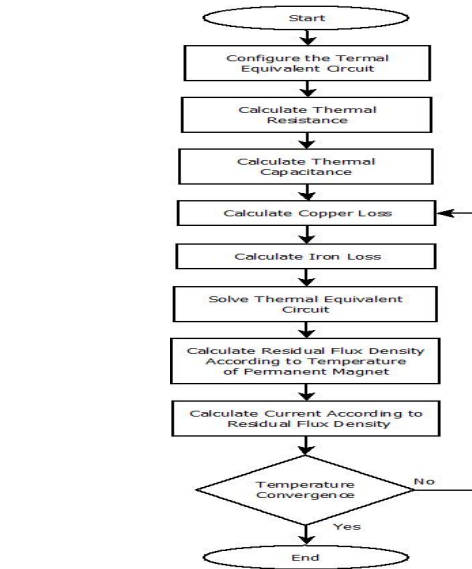 Start
Configure the Termal
Equivalent Circuit
Calculate Thermal
Resistance
Calculate Thermal
Capacitance
Calculate Copper Loss
Calculate Iron Loss
Solve Thermal Equivalent
Circuit
Calculate Residual Flux Density
According to Temperature
of Permanent Magnet
Calculate Current According to
Residual Flux Density
Temperature
Convergence
No
Yes
End